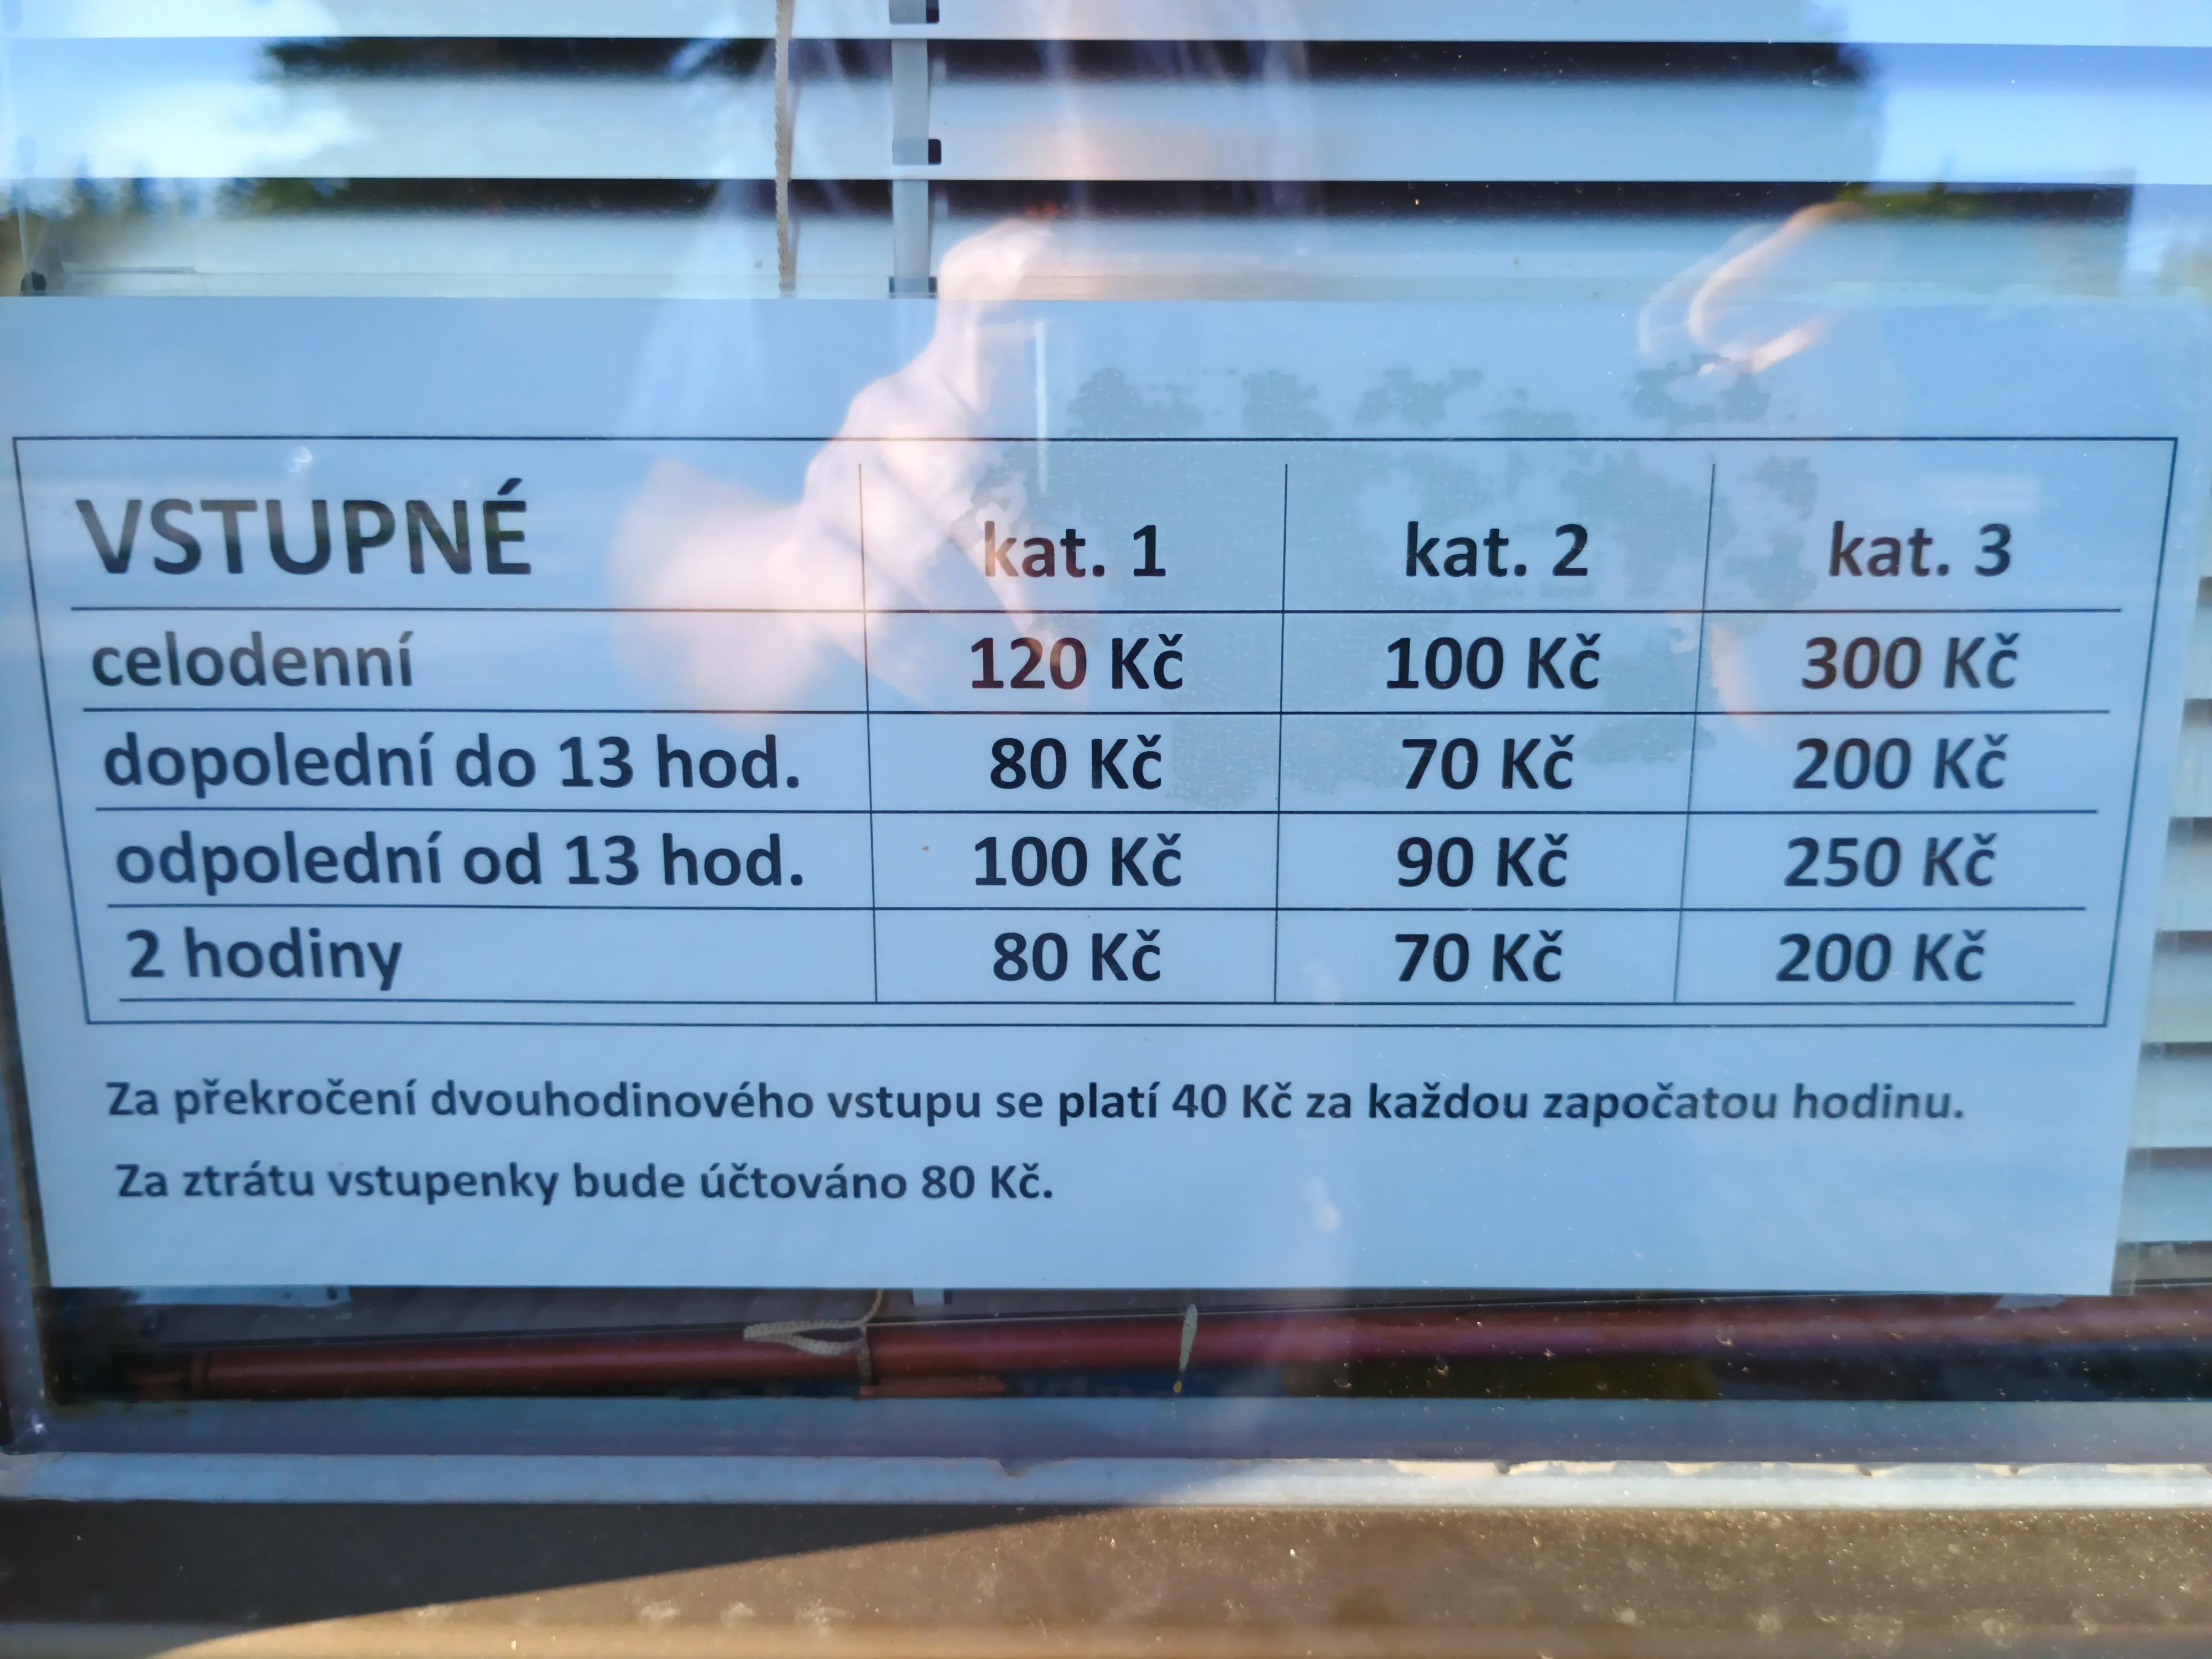 VSTUPNÉ kat. 1 kat. 2 kat. 3
celodenní 120 Kč 100 Kč 300 Kč
dopolední do 13 hod. 80 Kč 70 Kč 200 Kč
odpolední od 13 hod. 100 Kč 90 Kč 250 Kč
2 hodiny 80 Kč 70 Kč 200 Kč
Za překročení dvouhodinového vstupu se platí 40 Kč za každou započatou hodinu.
Za ztrátu vstupenky bude účtováno 80 Kč.